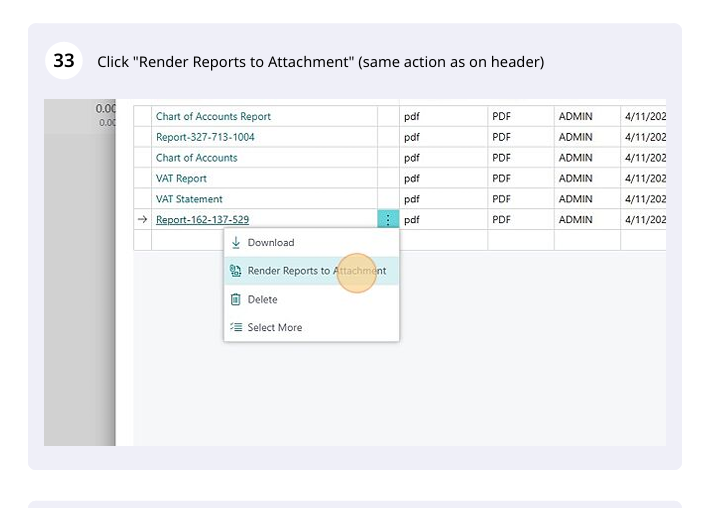 33 Click "Render Reports to Attachment" (same action as on header)
0.00
0.00
Chart of Accounts Report pdf PDF ADMIN 4/11/202
Report-327-713-1004 pdf PDF ADMIN 4/11/202
Chart of Accounts pdf PDF ADMIN 4/11/202
VAT Report pdf PDF ADMIN 4/11/202
VAT Statement pdf PDF ADMIN 4/11/202
Report-162-137-529 pdf PDF ADMIN 4/11/202
Download
Render Reports to Attachment
Delete
Select More